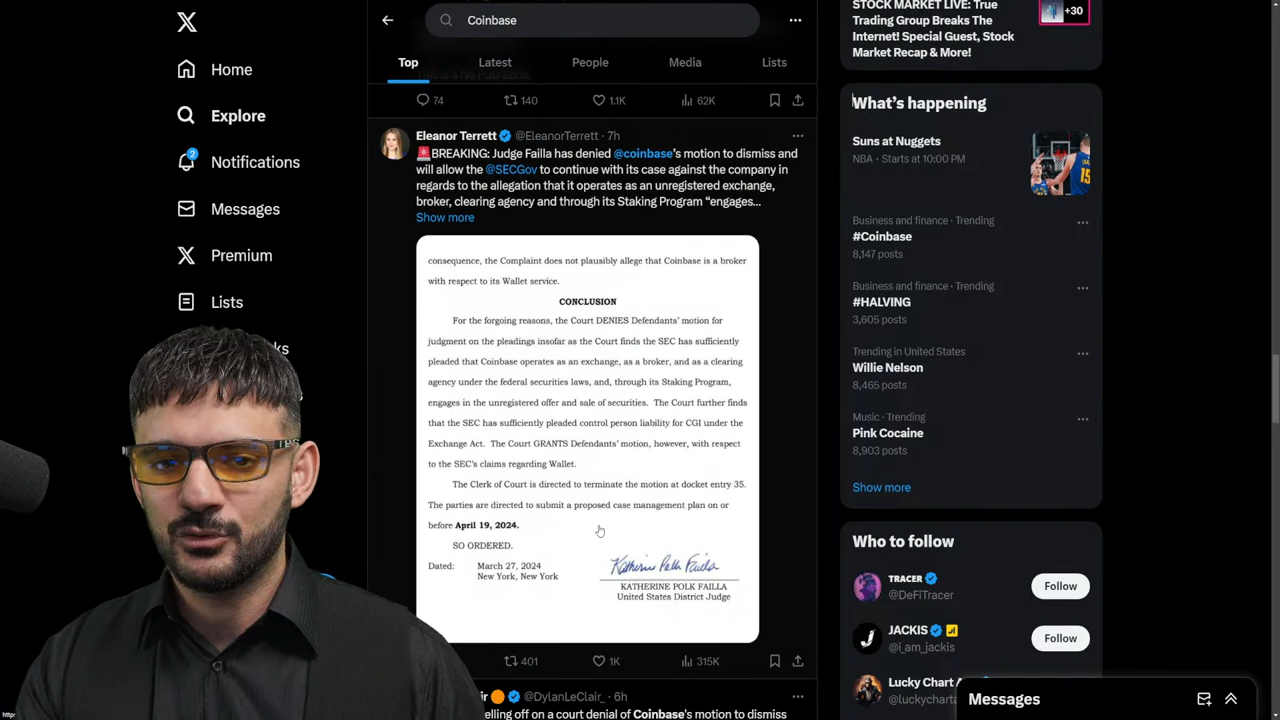 Home
Explore
2
Notifications
Messages
Premium
Lists
Coinbase
Top
Latest
People
Media
Lists
This is a No FUD zone.
74
140
1.1K
62K
Eleanor Terrett @EleanorTerrett · 7h
🚨BREAKING: Judge Failla has denied @coinbase's motion to dismiss and
will allow the @SECGov to continue with its case against the company in
regards to the allegation that it operates as an unregistered exchange,
broker, clearing agency and through its Staking Program “engages...
Show more
consequence, the Complaint does not plausibly allege that Coinbase is a broker
with respect to its Wallet service.
CONCLUSION
For the forgoing reasons, the Court DENIES Defendants' motion for
judgment on the pleadings insofar as the Court finds the SEC has sufficiently
pleaded that Coinbase operates as an exchange, as a broker, and as a clearing
agency under the federal securities laws, and, through its Staking Program,
engages in the unregistered offer and sale of securities. The Court further finds
that the SEC has sufficiently pleaded control person liability for CGI under the
Exchange Act. The Court GRANTS Defendants' motion, however, with respect
to the SEC's claims regarding Wallet.
The Clerk of Court is directed to terminate the motion at docket entry 35.
The parties are directed to submit a proposed case management plan on or
before April 19, 2024.
SO ORDERED.
Dated: March 27, 2024
New York, New York
Katherine Polk Failla
KATHERINE POLK FAILLA
United States District Judge
401
1K
315K
@DylanLeClair_ · 6h
elling off on a court denial of Coinbase's motion to dismiss
STOCK MARKET LIVE: True
Trading Group Breaks The
Internet! Special Guest, Stock
Market Recap & More!
+30
What's happening
Suns at Nuggets
NBA · Starts at 10:00 PM
Business and finance · Trending
#Coinbase
8,147 posts
Business and finance · Trending
#HALVING
3,605 posts
Trending in United States
Willie Nelson
8,465 posts
Music · Trending
Pink Cocaine
8,903 posts
Show more
Who to follow
TRACER
@DeFiTracer
Follow
JACKIS
@i_am_jackis
Follow
Lucky Chart
@luckychart
Messages